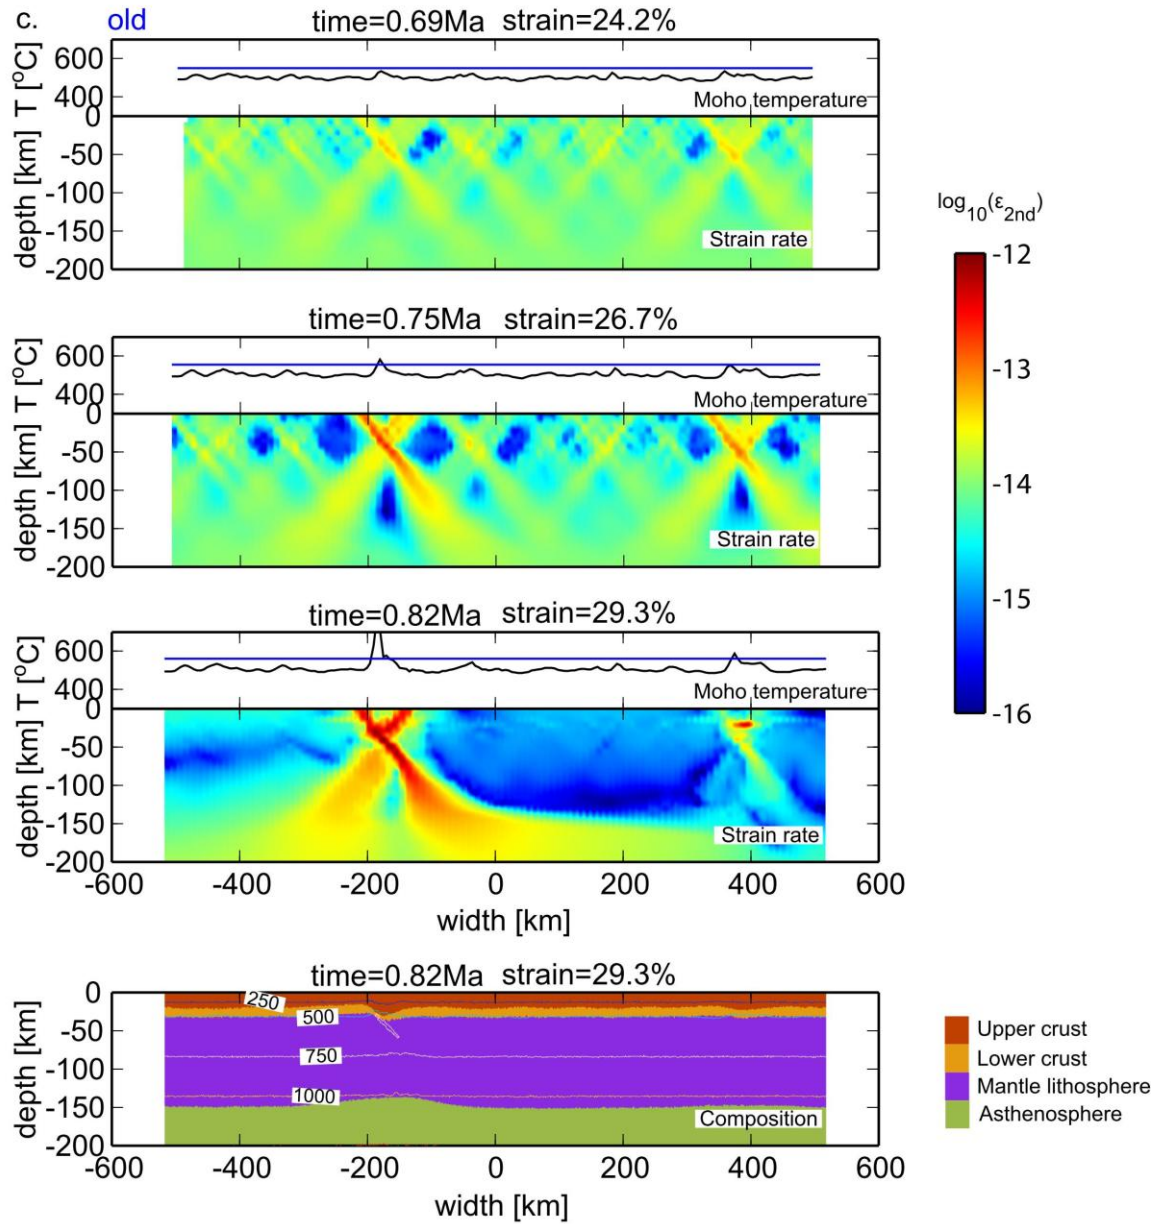 c. old time=0.69Ma strain=24.2%
600
400
T [°C]
Moho temperature
0
-50
-100
-150
-200
depth [km]
Strain rate
time=0.75Ma strain=26.7%
600
400
T [°C]
Moho temperature
0
-50
-100
-150
-200
depth [km]
Strain rate
time=0.82Ma strain=29.3%
600
400
T [°C]
Moho temperature
0
-50
-100
-150
-200
depth [km]
Strain rate
-600 -400 -200 0 200 400 600
width [km]
log10(ε2nd)
-12
-13
-14
-15
-16
time=0.82Ma strain=29.3%
0
-50
-100
-150
-200
depth [km]
250
500
750
1000
Composition
-600 -400 -200 0 200 400 600
width [km]
Upper crust
Lower crust
Mantle lithosphere
Asthenosphere